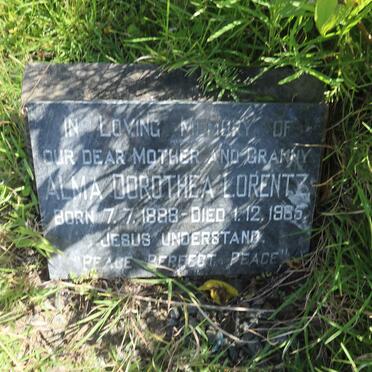 IN LOVING MEMORY OF
OUR DEAR MOTHER AND GRANNY
ALMA DOROTHEA LORENTZ
BORN 7.7.1898 - DIED 1.12.1985.
JESUS UNDERSTAND.
"PEACE PERFECT PEACE"